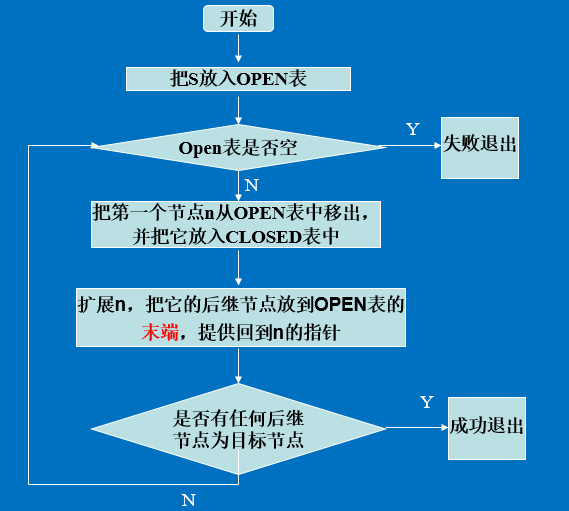 开始
把S放入OPEN表
Open表是否空
Y
失败退出
N
把第一个节点n从OPEN表中移出，
并把它放入CLOSED表中
扩展n，把它的后继节点放到OPEN表的
末端，提供回到n的指针
是否有任何后继
节点为目标节点
Y
成功退出
N